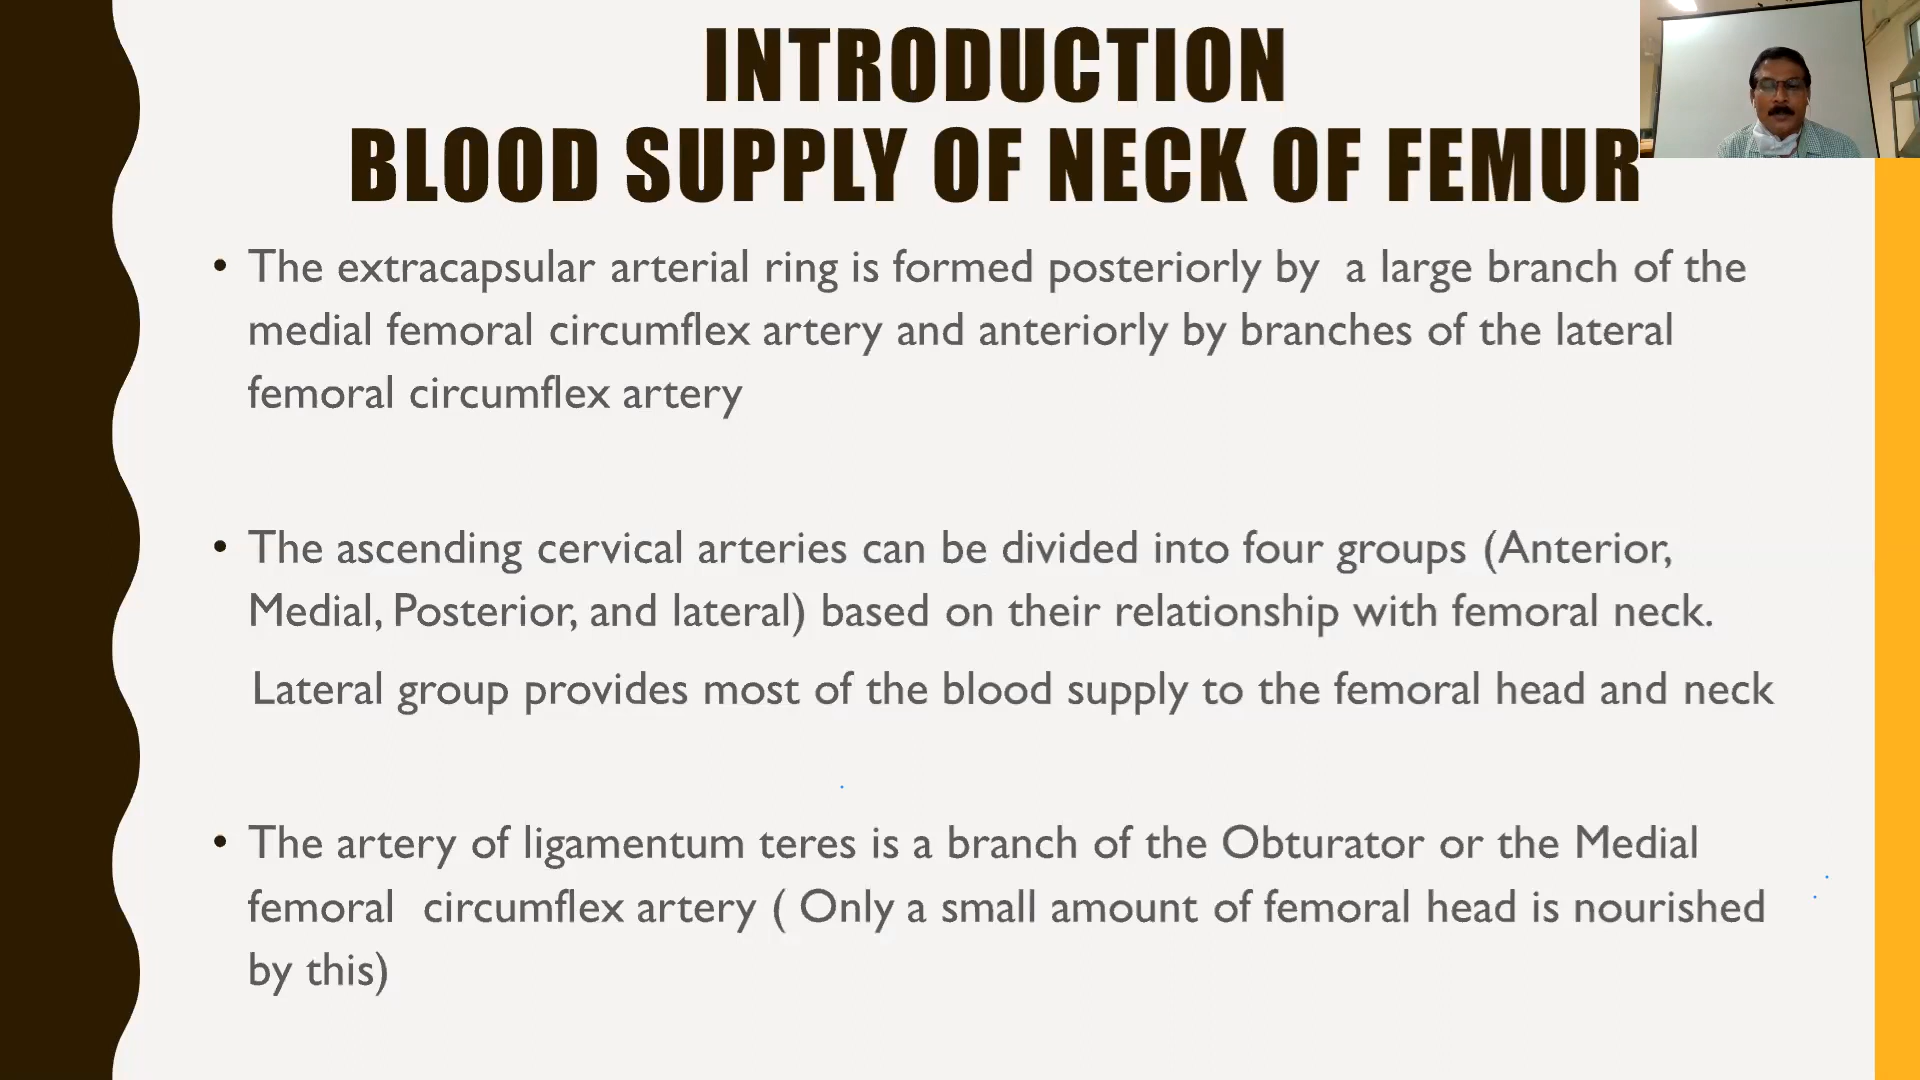 INTRODUCTION
BLOOD SUPPLY OF NECK OF FEMUR
• The extracapsular arterial ring is formed posteriorly by a large branch of the
medial femoral circumflex artery and anteriorly by branches of the lateral
femoral circumflex artery
• The ascending cervical arteries can be divided into four groups (Anterior,
Medial, Posterior, and lateral) based on their relationship with femoral neck.
Lateral group provides most of the blood supply to the femoral head and neck
• The artery of ligamentum teres is a branch of the Obturator or the Medial
femoral circumflex artery ( Only a small amount of femoral head is nourished
by this)